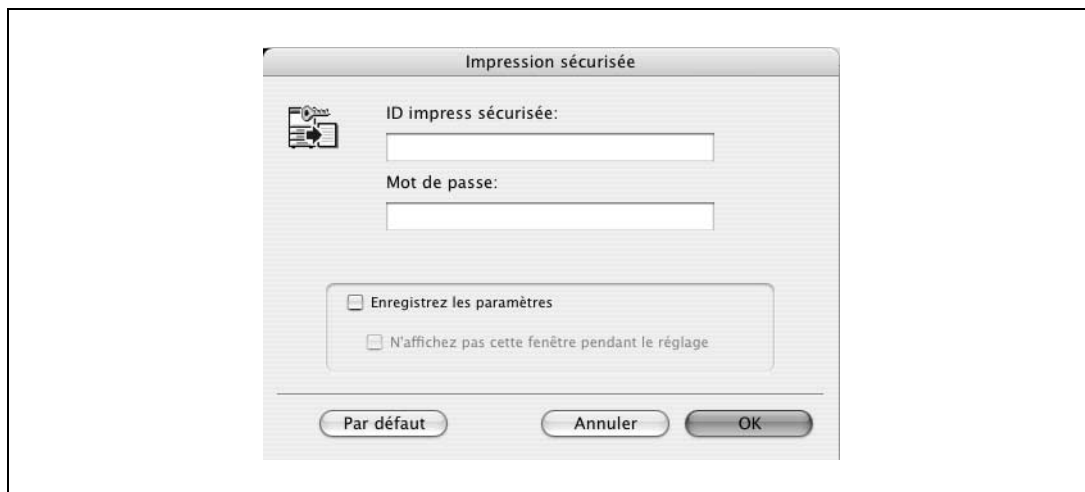 Impression sécurisée
ID impress sécurisée:
Mot de passe:
Enregistrez les paramètres
N'affichez pas cette fenêtre pendant le réglage
Par défaut Annuler OK